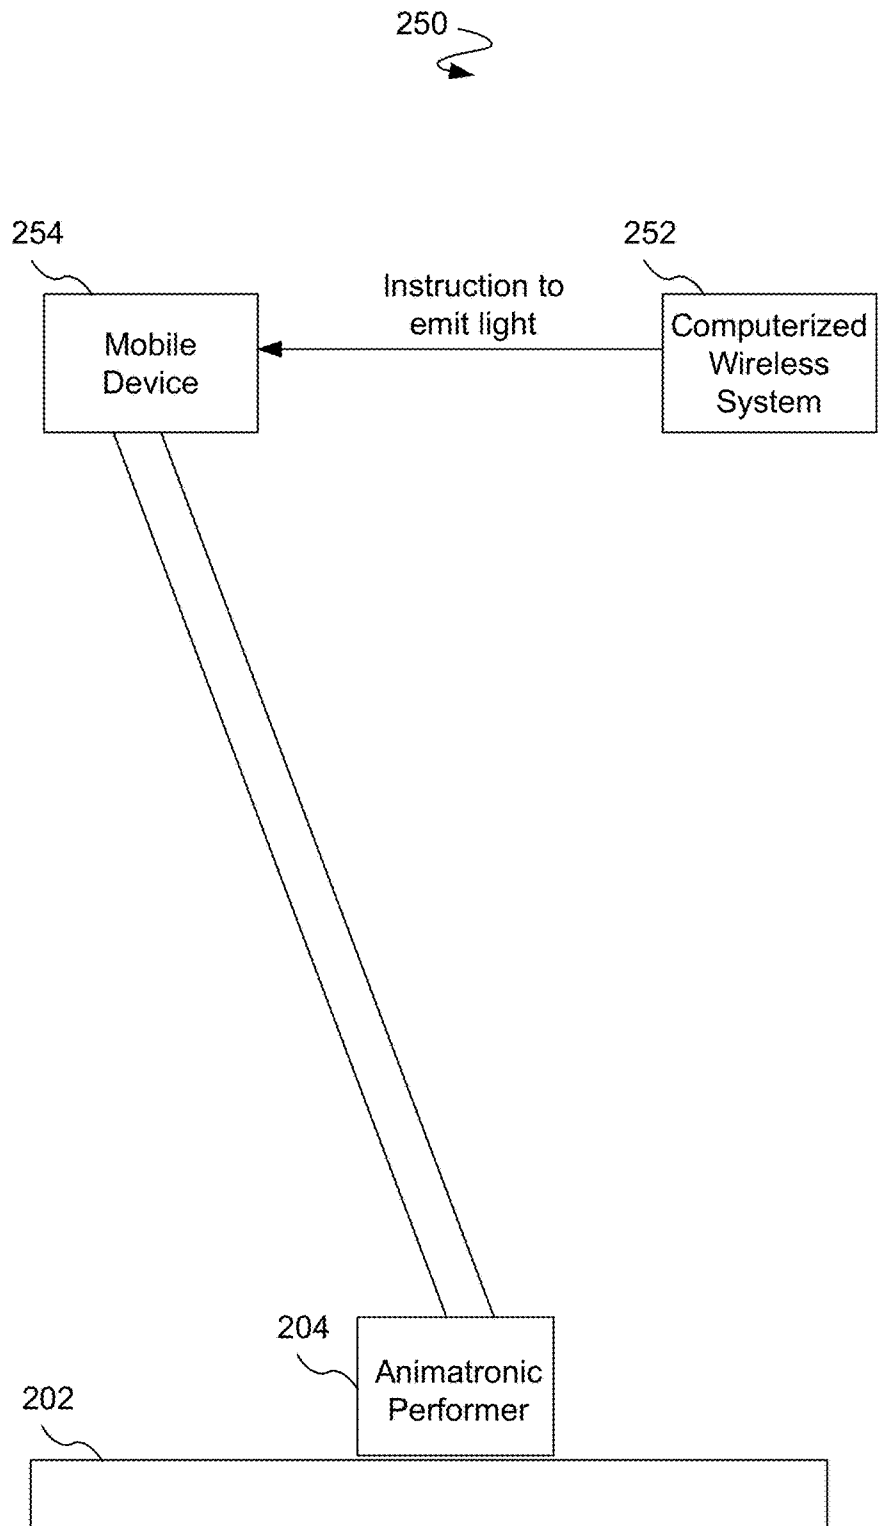 250
254
252
Instruction to
emit light
Mobile
Device
Computerized
Wireless
System
204
Animatronic
Performer
202